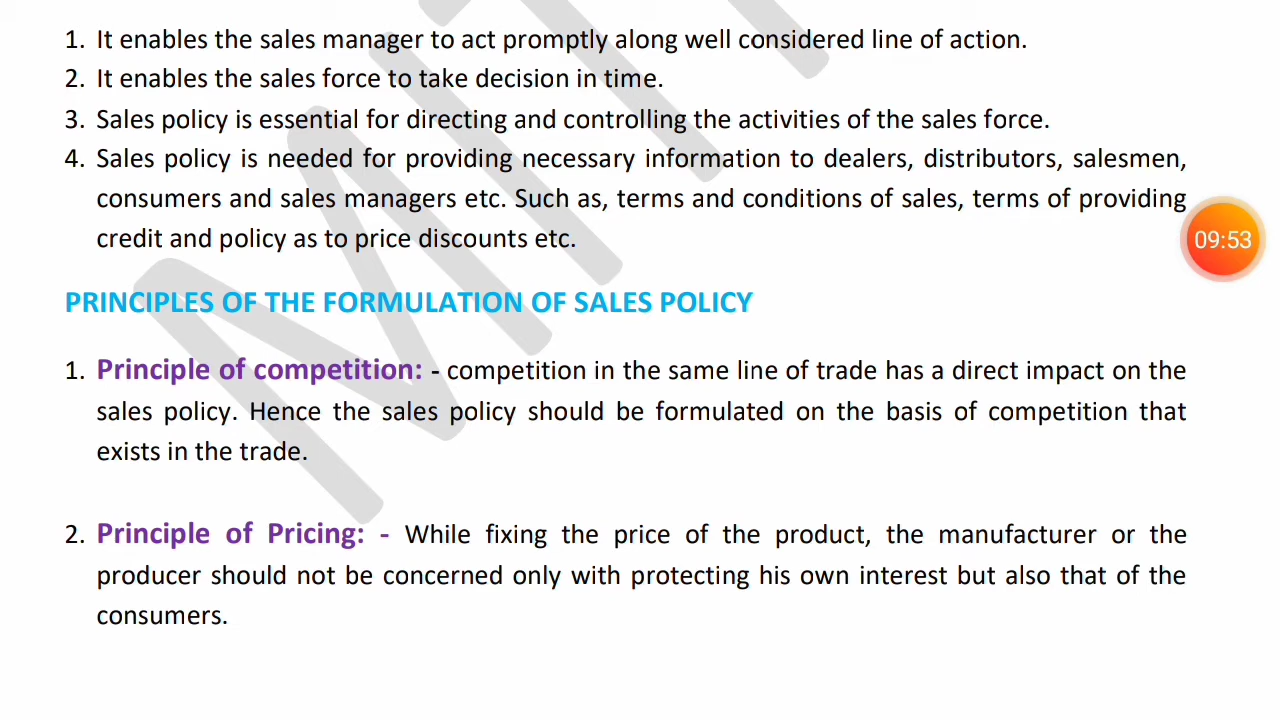 1. It enables the sales manager to act promptly along well considered line of action.
2. It enables the sales force to take decision in time.
3. Sales policy is essential for directing and controlling the activities of the sales force.
4. Sales policy is needed for providing necessary information to dealers, distributors, salesmen,
consumers and sales managers etc. Such as, terms and conditions of sales, terms of providing
credit and policy as to price discounts etc.
09:53
PRINCIPLES OF THE FORMULATION OF SALES POLICY
1. Principle of competition: - competition in the same line of trade has a direct impact on the
sales policy. Hence the sales policy should be formulated on the basis of competition that
exists in the trade.
2. Principle of Pricing: - While fixing the price of the product, the manufacturer or the
producer should not be concerned only with protecting his own interest but also that of the
consumers.